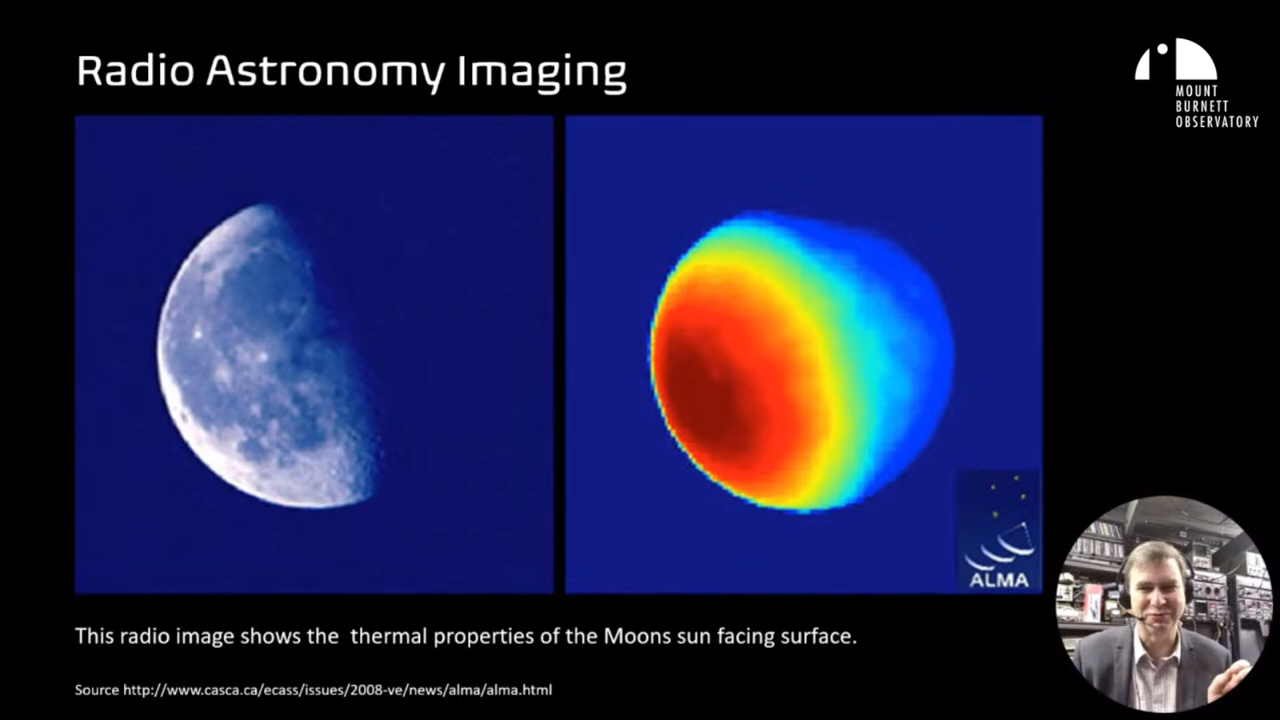 Radio Astronomy Imaging
MOUNT
BURNETT
OBSERVATORY
ALMA
This radio image shows the  thermal properties of the Moons sun facing surface.
Source http://www.casca.ca/ecass/issues/2008-ve/news/alma/alma.html